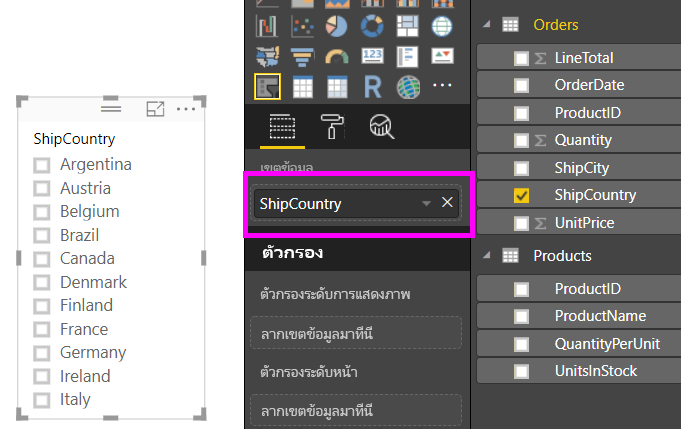 ShipCountry
Argentina
Austria
Belgium
Brazil
Canada
Denmark
Finland
France
Germany
Ireland
Italy
123
R
เขตข้อมูล
ShipCountry
ตัวกรอง
ตัวกรองระดับการแสดงภาพ
ลากเขตข้อมูลมาที่นี่
ตัวกรองระดับหน้า
ลากเขตข้อมูลมาที่นี่
Orders
LineTotal
OrderDate
ProductID
Quantity
ShipCity
ShipCountry
UnitPrice
Products
ProductID
ProductName
QuantityPerUnit
UnitsInStock